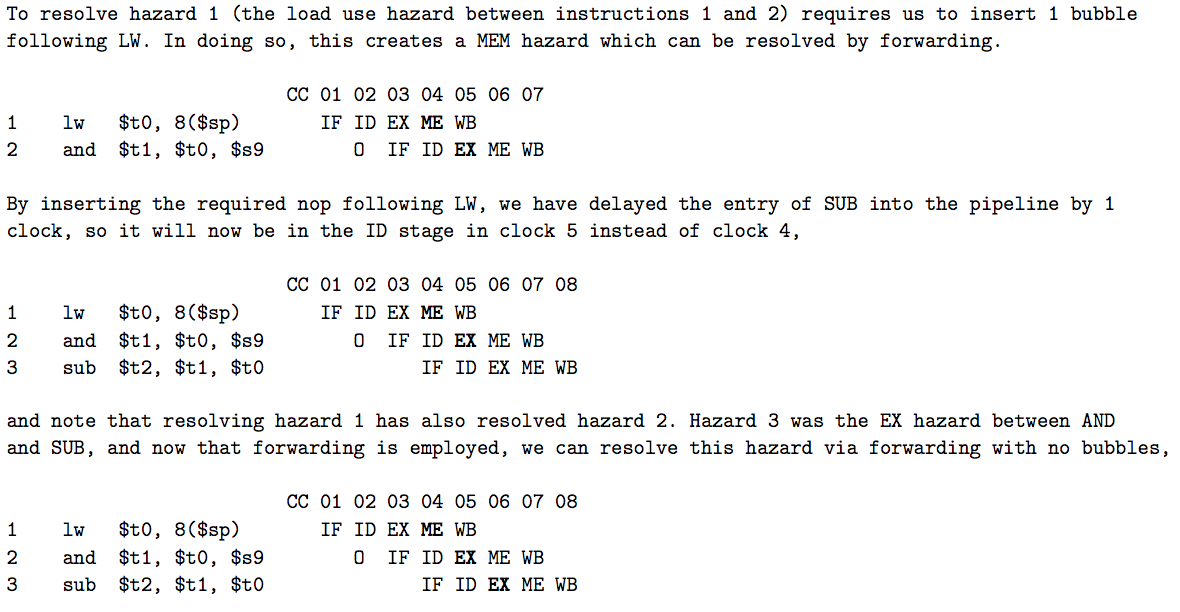 To resolve hazard 1 (the load use hazard between instructions 1 and 2) requires us to insert 1 bubble
following LW. In doing so, this creates a MEM hazard which can be resolved by forwarding.
CC 01 02 03 04 05 06 07
1 lw $t0, 8($sp) IF ID EX ME WB
2 and $t1, $t0, $s9 O IF ID EX ME WB
By inserting the required nop following LW, we have delayed the entry of SUB into the pipeline by 1
clock, so it will now be in the ID stage in clock 5 instead of clock 4,
CC 01 02 03 04 05 06 07 08
1 lw $t0, 8($sp) IF ID EX ME WB
2 and $t1, $t0, $s9 O IF ID EX ME WB
3 sub $t2, $t1, $t0 IF ID EX ME WB
and note that resolving hazard 1 has also resolved hazard 2. Hazard 3 was the EX hazard between AND
and SUB, and now that forwarding is employed, we can resolve this hazard via forwarding with no bubbles,
CC 01 02 03 04 05 06 07 08
1 lw $t0, 8($sp) IF ID EX ME WB
2 and $t1, $t0, $s9 O IF ID EX ME WB
3 sub $t2, $t1, $t0 IF ID EX ME WB